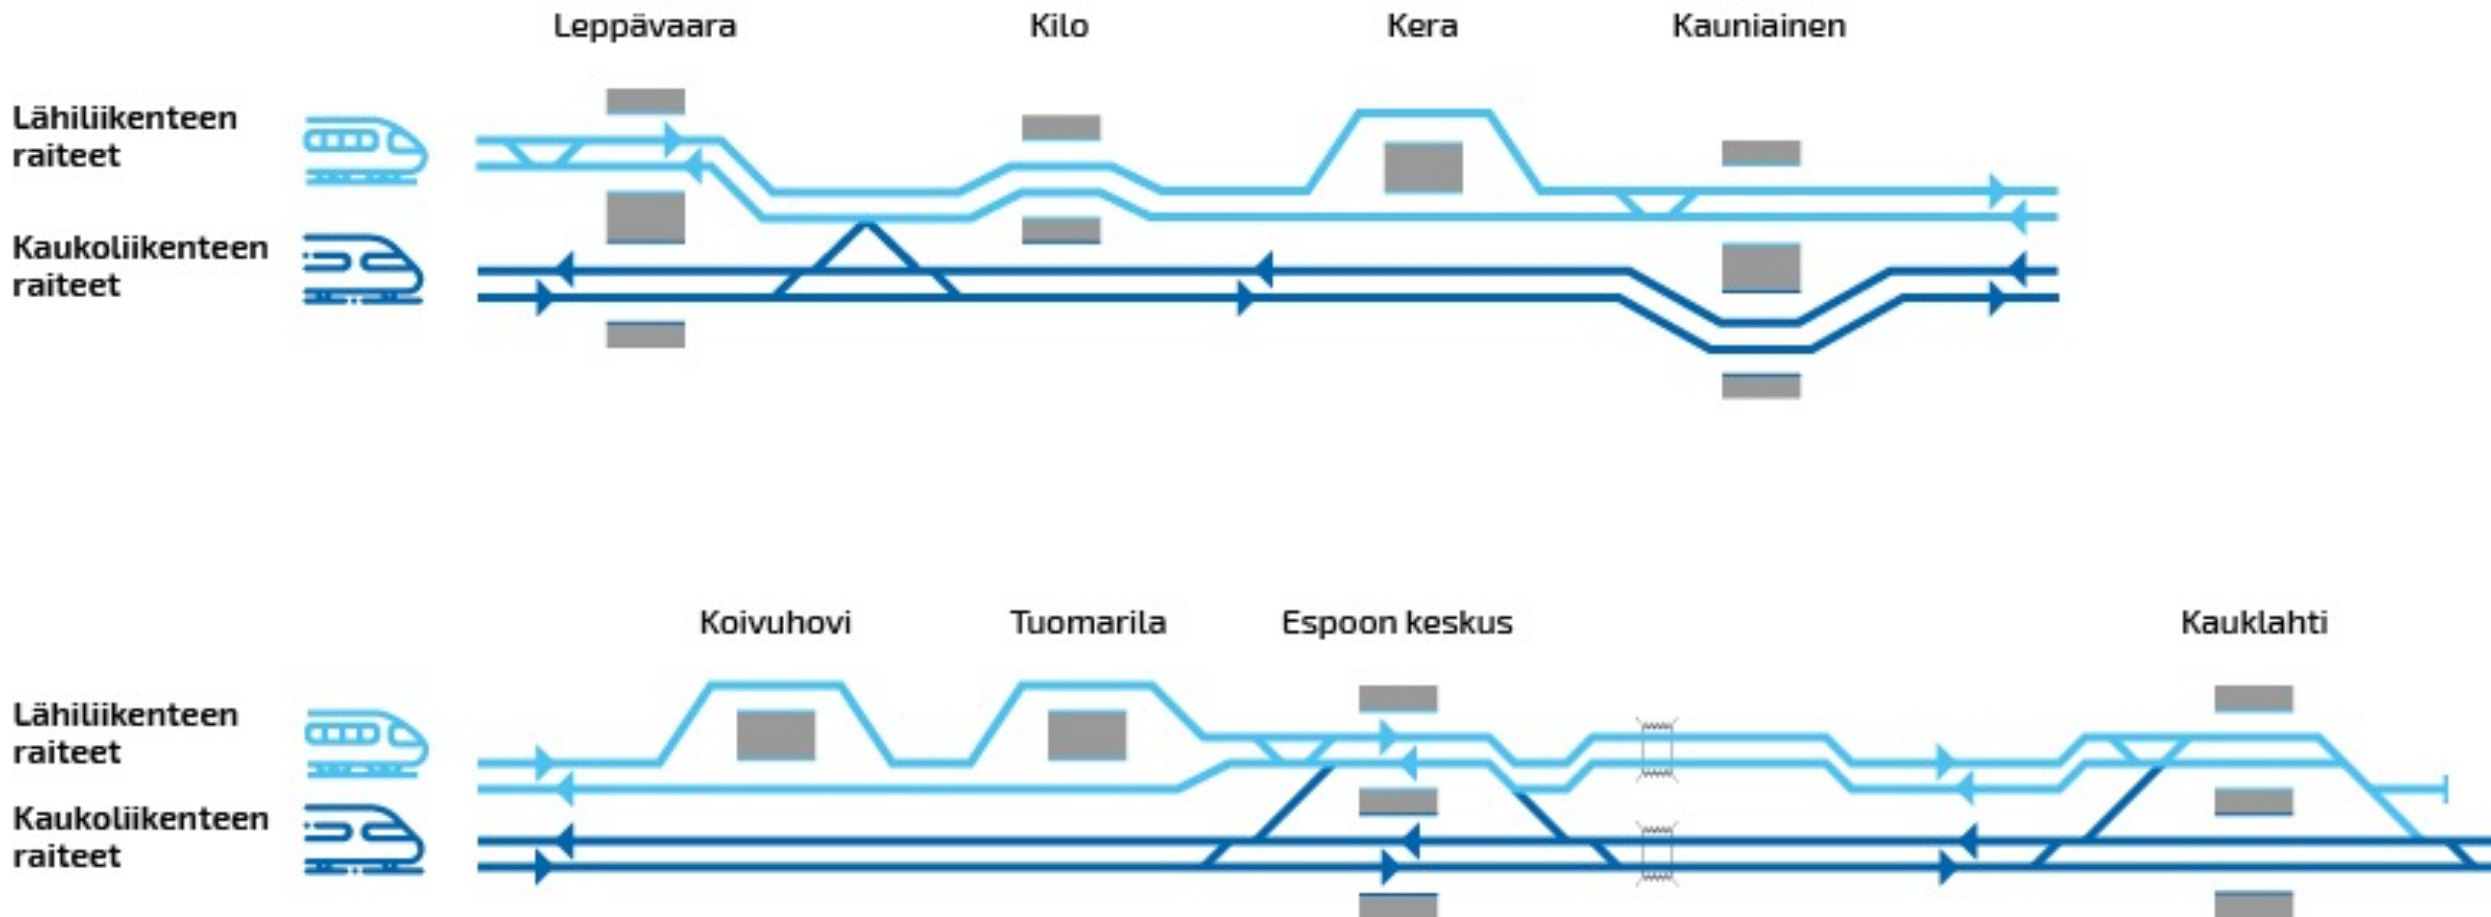 Leppävaara
Kilo
Kera
Kauniainen
Lähiliikenteen
raiteet
Kaukoliikenteen
raiteet
Koivuhovi
Tuomarila
Espoon keskus
Kauklahti
Lähiliikenteen
raiteet
Kaukoliikenteen
raiteet